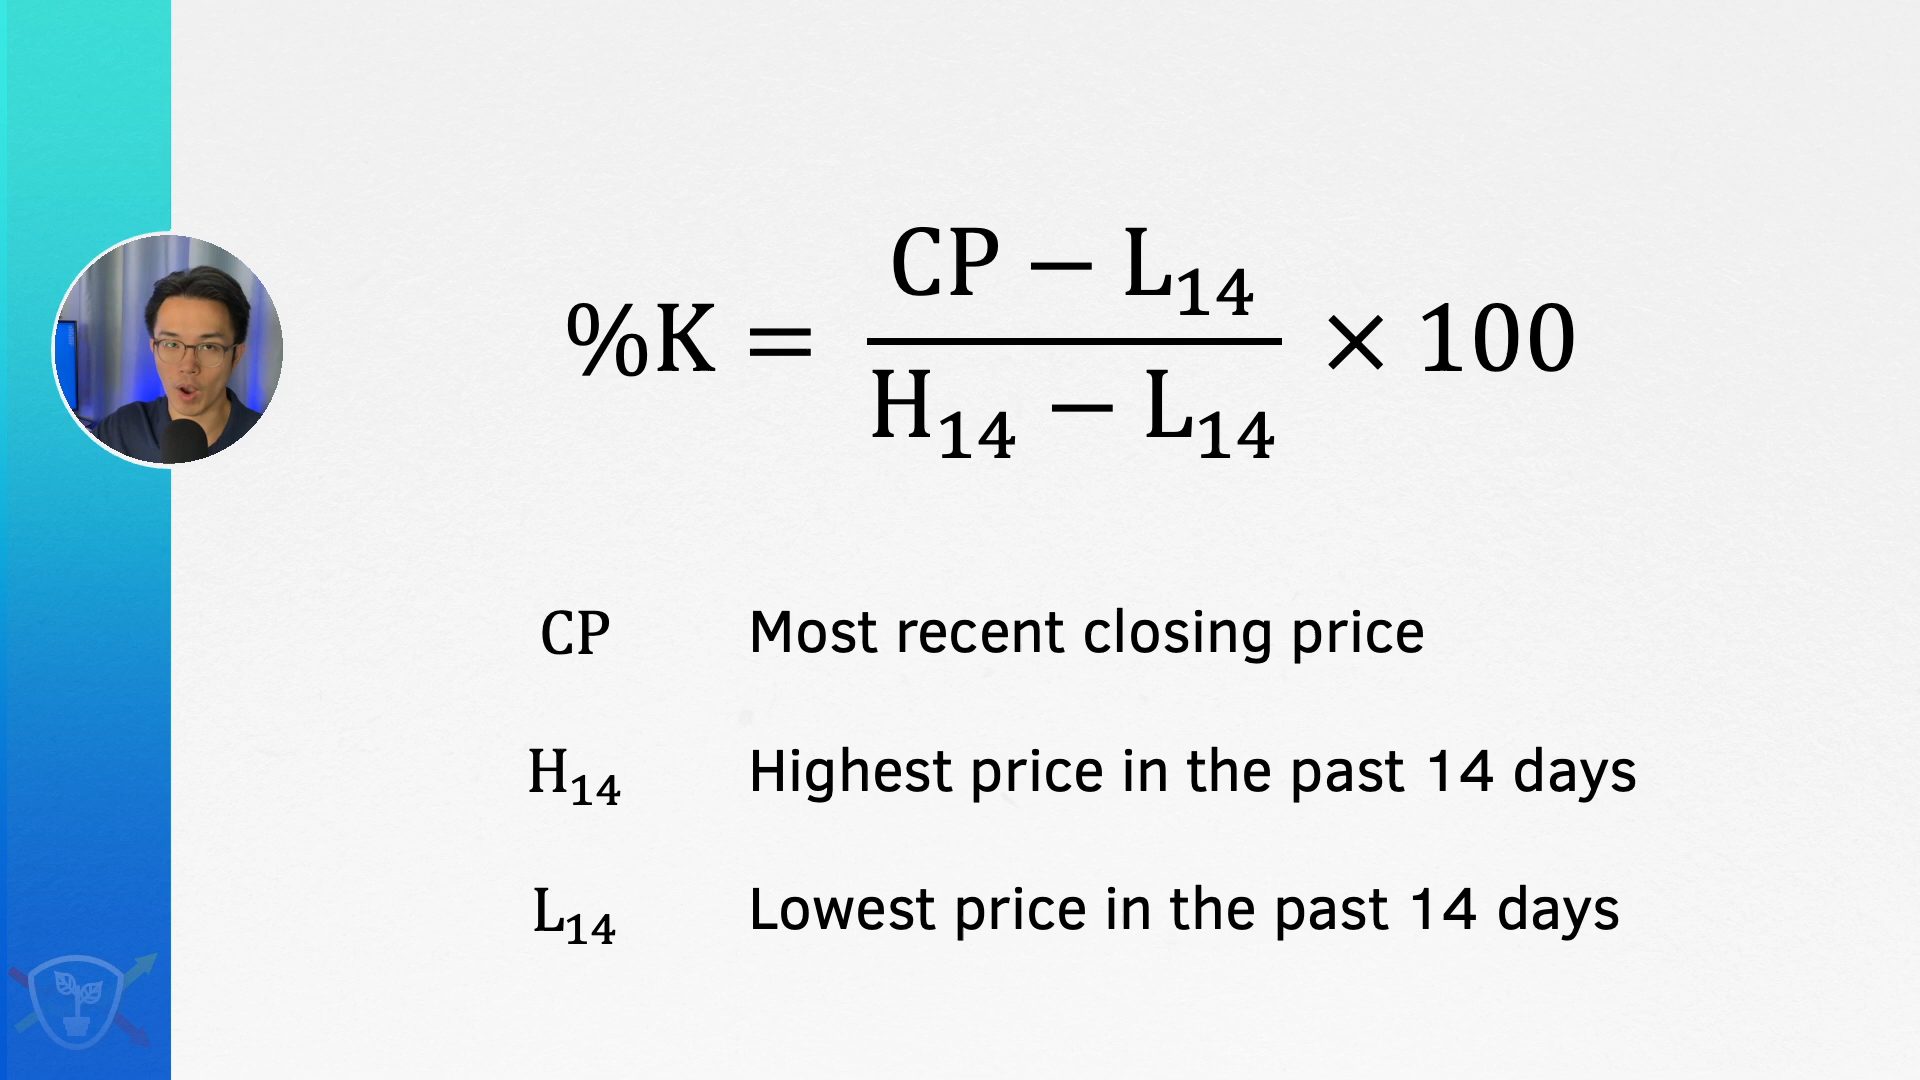 %K = (CP − L₁₄) / (H₁₄ − L₁₄) × 100
CP Most recent closing price
H₁₄ Highest price in the past 14 days
L₁₄ Lowest price in the past 14 days